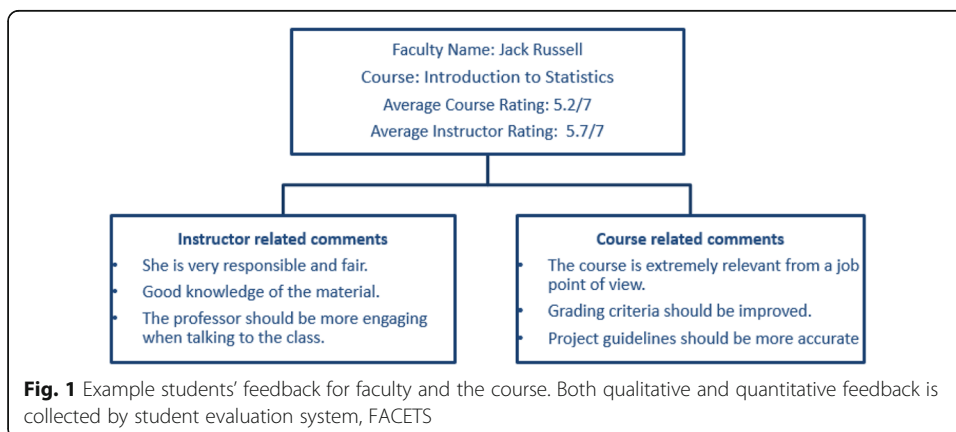 Faculty Name: Jack Russell
Course: Introduction to Statistics
Average Course Rating: 5.2/7
Average Instructor Rating: 5.7/7
Instructor related comments
• She is very responsible and fair.
• Good knowledge of the material.
• The professor should be more engaging
when talking to the class.
Course related comments
• The course is extremely relevant from a job
point of view.
• Grading criteria should be improved.
• Project guidelines should be more accurate
Fig. 1 Example students’ feedback for faculty and the course. Both qualitative and quantitative feedback is
collected by student evaluation system, FACETS